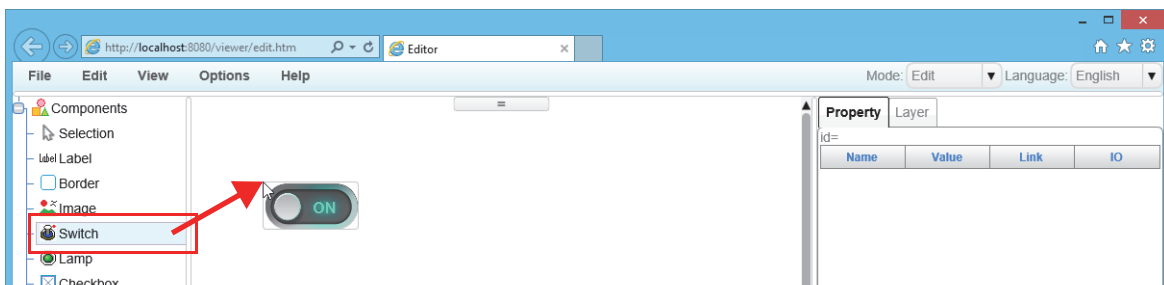 http://localhost:8080/viewer/edit.htm
Editor
File Edit View Options Help
Mode: Edit Language: English
Components
Selection
label Label
Border
Image
Switch
Lamp
Checkbox
ON
Property Layer
id=
Name Value Link IO